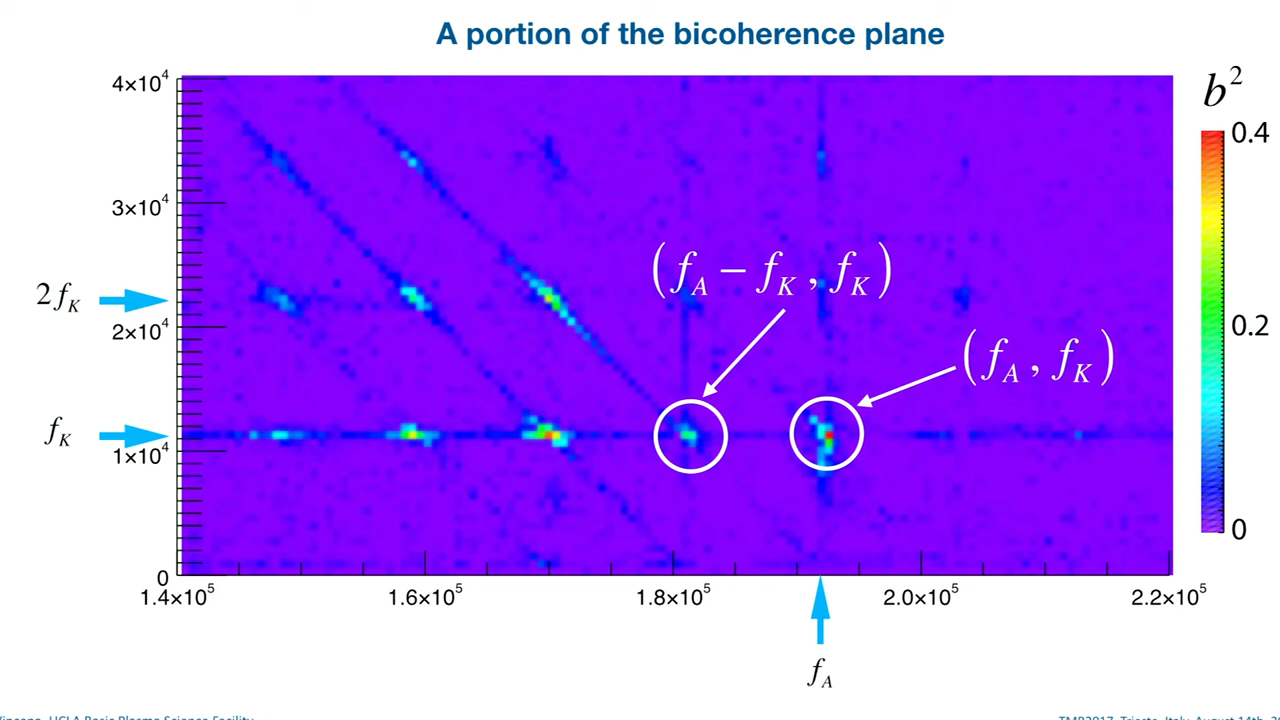 A portion of the bicoherence plane
b²
4×10⁴
3×10⁴
2×10⁴
1×10⁴
0
2f_K
f_K
(f_A − f_K , f_K)
(f_A , f_K)
0.4
0.2
0
1.4×10⁵
1.6×10⁵
1.8×10⁵
2.0×10⁵
2.2×10⁵
f_A
UCLA Basic Plasma Science Facility
Trieste, Italy, August 14th,